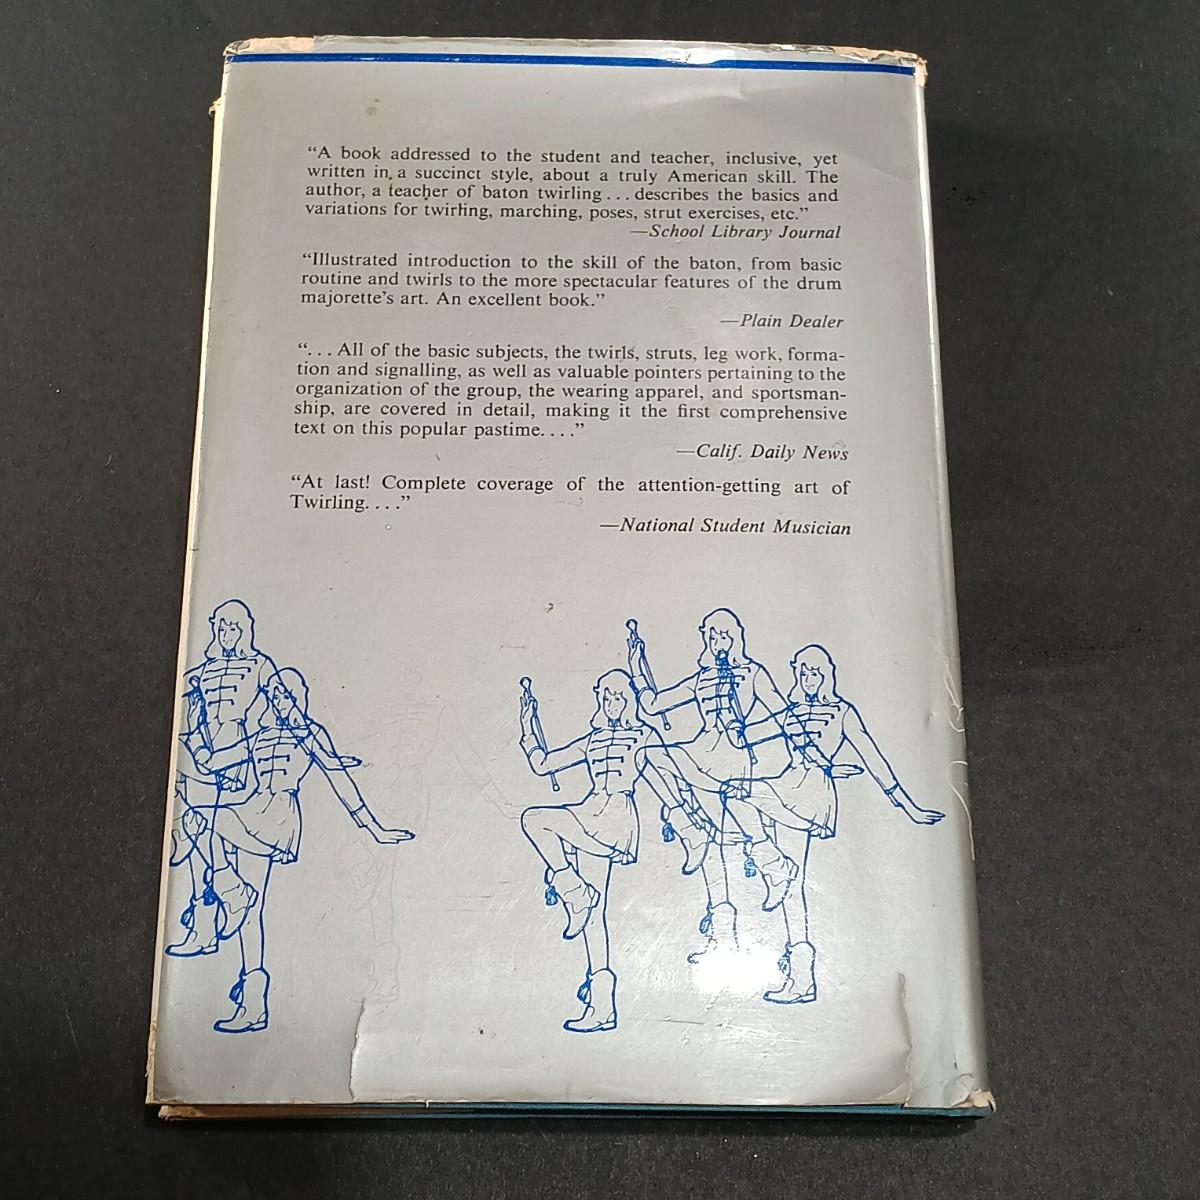 “A book addressed to the student and teacher, inclusive, yet
written in a succinct style, about a truly American skill. The
author, a teacher of baton twirling . . . describes the basics and
variations for twirling, marching, poses, strut exercises, etc.”
—School Library Journal
“Illustrated introduction to the skill of the baton, from basic
routine and twirls to the more spectacular features of the drum
majorette’s art. An excellent book.”
—Plain Dealer
“. . . All of the basic subjects, the twirls, struts, leg work, forma-
tion and signalling, as well as valuable pointers pertaining to the
organization of the group, the wearing apparel, and sportsman-
ship, are covered in detail, making it the first comprehensive
text on this popular pastime. . . .”
—Calif. Daily News
“At last! Complete coverage of the attention-getting art of
Twirling. . . .”
—National Student Musician